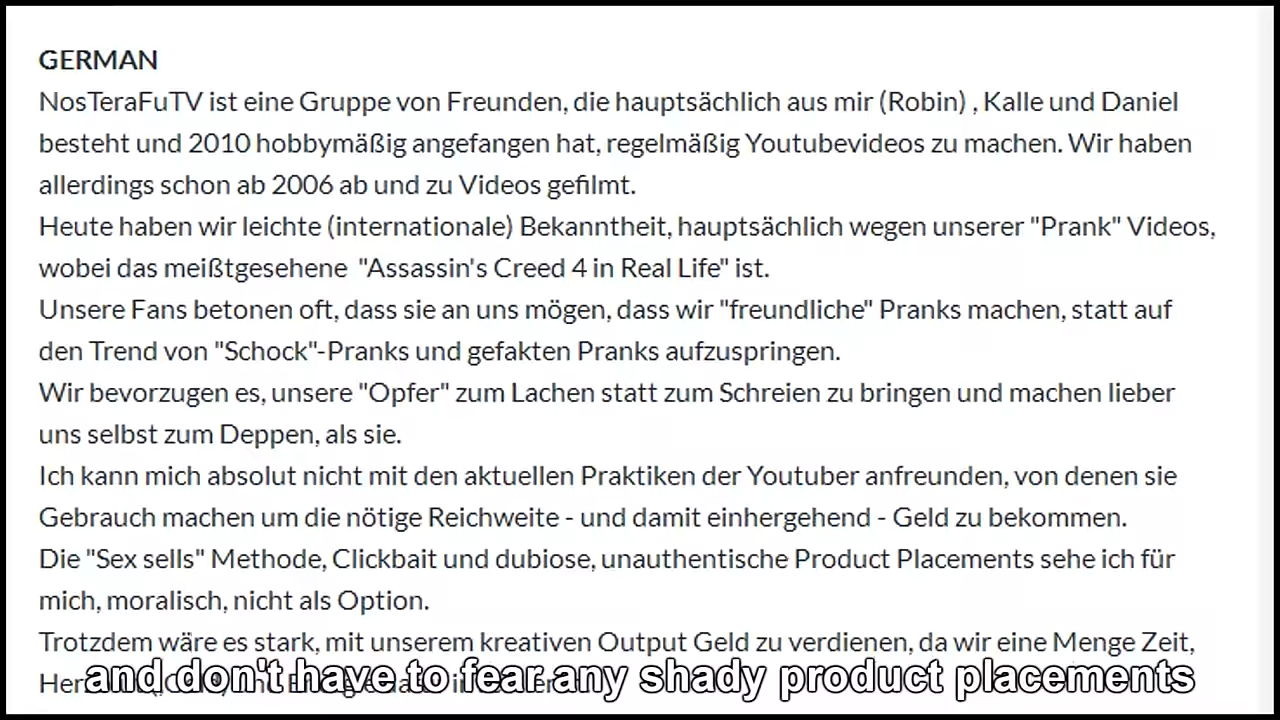 GERMAN
NosTeraFuTV ist eine Gruppe von Freunden, die hauptsächlich aus mir (Robin) , Kalle und Daniel
besteht und 2010 hobbymäßig angefangen hat, regelmäßig Youtubevideos zu machen. Wir haben
allerdings schon ab 2006 ab und zu Videos gefilmt.
Heute haben wir leichte (internationale) Bekanntheit, hauptsächlich wegen unserer "Prank" Videos,
wobei das meißtgesehene "Assassin's Creed 4 in Real Life" ist.
Unsere Fans betonen oft, dass sie an uns mögen, dass wir "freundliche" Pranks machen, statt auf
den Trend von "Schock"-Pranks und gefakten Pranks aufzuspringen.
Wir bevorzugen es, unsere "Opfer" zum Lachen statt zum Schreien zu bringen und machen lieber
uns selbst zum Deppen, als sie.
Ich kann mich absolut nicht mit den aktuellen Praktiken der Youtuber anfreunden, von denen sie
Gebrauch machen um die nötige Reichweite - und damit einhergehend - Geld zu bekommen.
Die "Sex sells" Methode, Clickbait und dubiose, unauthentische Product Placements sehe ich für
mich, moralisch, nicht als Option.
Trotzdem wäre es stark, mit unserem kreativen Output Geld zu verdienen, da wir eine Menge Zeit,
and don't have to fear any shady product placements